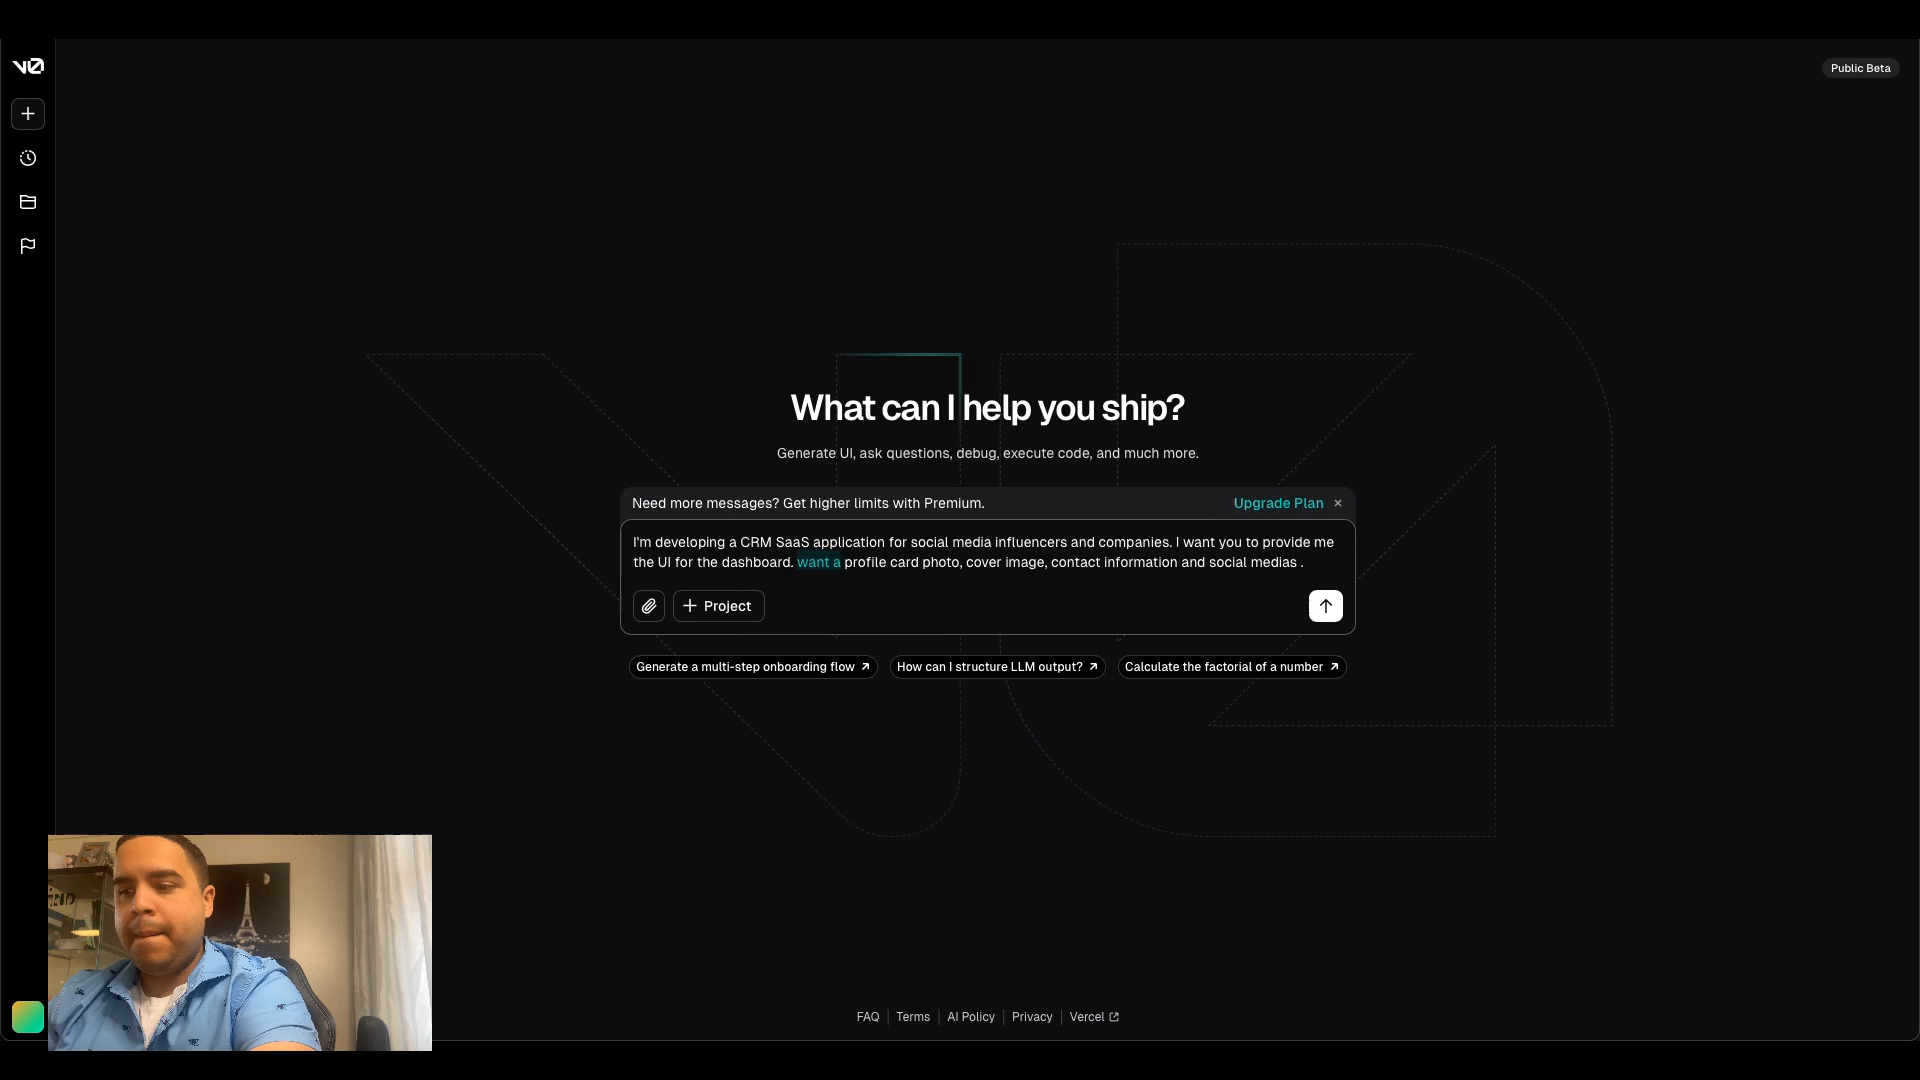 v0
Public Beta
What can I help you ship?
Generate UI, ask questions, debug, execute code, and much more.
Need more messages? Get higher limits with Premium.
Upgrade Plan
I'm developing a CRM SaaS application for social media influencers and companies. I want you to provide me
the UI for the dashboard. want a profile card photo, cover image, contact information and social medias .
Project
Generate a multi-step onboarding flow
How can I structure LLM output?
Calculate the factorial of a number
FAQ
Terms
AI Policy
Privacy
Vercel